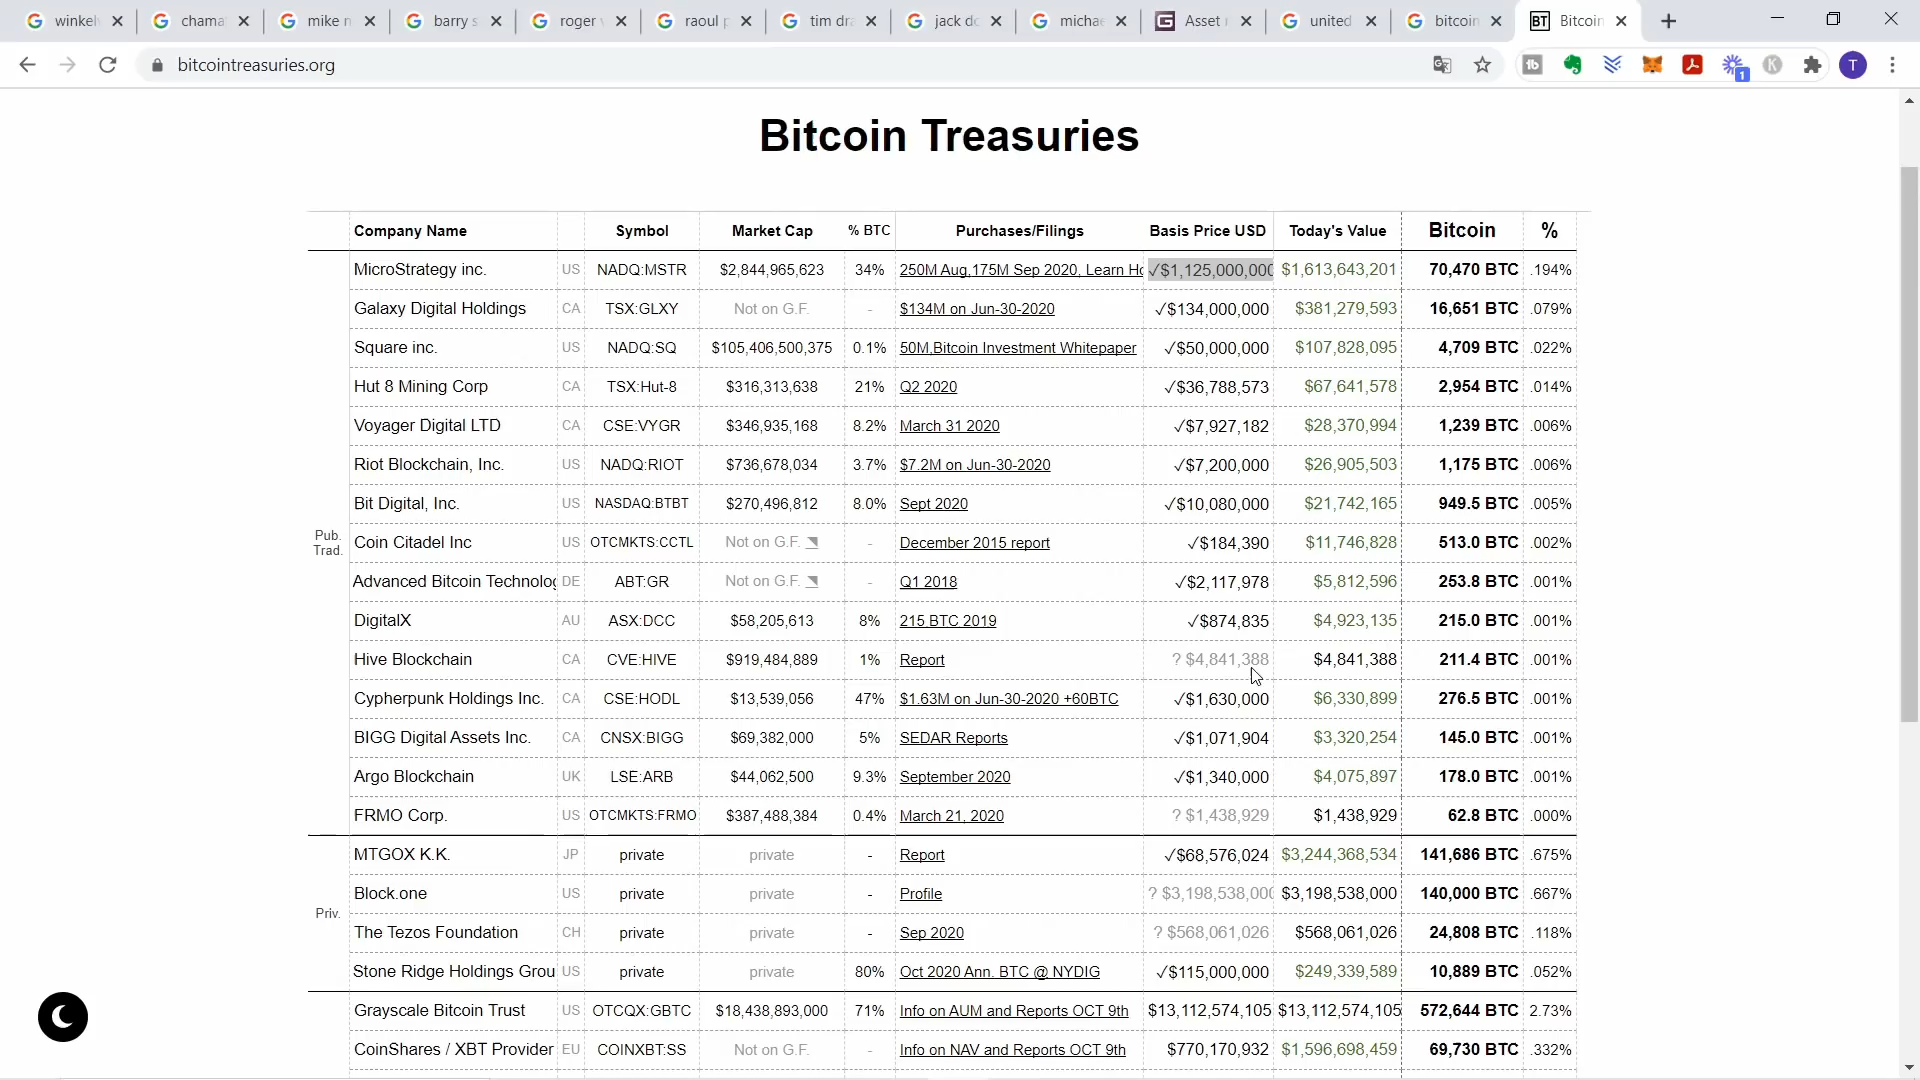 winkel
chama
mike n
barry s
roger v
raoul p
tim dra
jack do
michae
Asset
united
bitcoin
BT Bitcoin
bitcointreasuries.org
1
T
Bitcoin Treasuries
Company Name Symbol Market Cap % BTC Purchases/Filings Basis Price USD Today's Value Bitcoin %
Pub. Trad.
MicroStrategy inc. US NADQ:MSTR $2,844,965,623 34% 250M Aug,175M Sep 2020, Learn Ho ✓$1,125,000,000 $1,613,643,201 70,470 BTC .194%
Galaxy Digital Holdings CA TSX:GLXY Not on G.F. - $134M on Jun-30-2020 ✓$134,000,000 $381,279,593 16,651 BTC .079%
Square inc. US NADQ:SQ $105,406,500,375 0.1% 50M,Bitcoin Investment Whitepaper ✓$50,000,000 $107,828,095 4,709 BTC .022%
Hut 8 Mining Corp CA TSX:Hut-8 $316,313,638 21% Q2 2020 ✓$36,788,573 $67,641,578 2,954 BTC .014%
Voyager Digital LTD CA CSE:VYGR $346,935,168 8.2% March 31 2020 ✓$7,927,182 $28,370,994 1,239 BTC .006%
Riot Blockchain, Inc. US NADQ:RIOT $736,678,034 3.7% $7.2M on Jun-30-2020 ✓$7,200,000 $26,905,503 1,175 BTC .006%
Bit Digital, Inc. US NASDAQ:BTBT $270,496,812 8.0% Sept 2020 ✓$10,080,000 $21,742,165 949.5 BTC .005%
Coin Citadel Inc US OTCMKTS:CCTL Not on G.F. - December 2015 report ✓$184,390 $11,746,828 513.0 BTC .002%
Advanced Bitcoin Technolog DE ABT:GR Not on G.F. - Q1 2018 ✓$2,117,978 $5,812,596 253.8 BTC .001%
DigitalX AU ASX:DCC $58,205,613 8% 215 BTC 2019 ✓$874,835 $4,923,135 215.0 BTC .001%
Hive Blockchain CA CVE:HIVE $919,484,889 1% Report ? $4,841,388 $4,841,388 211.4 BTC .001%
Cypherpunk Holdings Inc. CA CSE:HODL $13,539,056 47% $1.63M on Jun-30-2020 +60BTC ✓$1,630,000 $6,330,899 276.5 BTC .001%
BIGG Digital Assets Inc. CA CNSX:BIGG $69,382,000 5% SEDAR Reports ✓$1,071,904 $3,320,254 145.0 BTC .001%
Argo Blockchain UK LSE:ARB $44,062,500 9.3% September 2020 ✓$1,340,000 $4,075,897 178.0 BTC .001%
FRMO Corp. US OTCMKTS:FRMO $387,488,384 0.4% March 21, 2020 ? $1,438,929 $1,438,929 62.8 BTC .000%
Priv.
MTGOX K.K. JP private private - Report ✓$68,576,024 $3,244,368,534 141,686 BTC .675%
Block.one US private private - Profile ? $3,198,538,000 $3,198,538,000 140,000 BTC .667%
The Tezos Foundation CH private private - Sep 2020 ? $568,061,026 $568,061,026 24,808 BTC .118%
Stone Ridge Holdings Grou US private private 80% Oct 2020 Ann. BTC @ NYDIG ✓$115,000,000 $249,339,589 10,889 BTC .052%
Grayscale Bitcoin Trust US OTCQX:GBTC $18,438,893,000 71% Info on AUM and Reports OCT 9th $13,112,574,105 $13,112,574,105 572,644 BTC 2.73%
CoinShares / XBT Provider EU COINXBT:SS Not on G.F. - Info on NAV and Reports OCT 9th $770,170,932 $1,596,698,459 69,730 BTC .332%